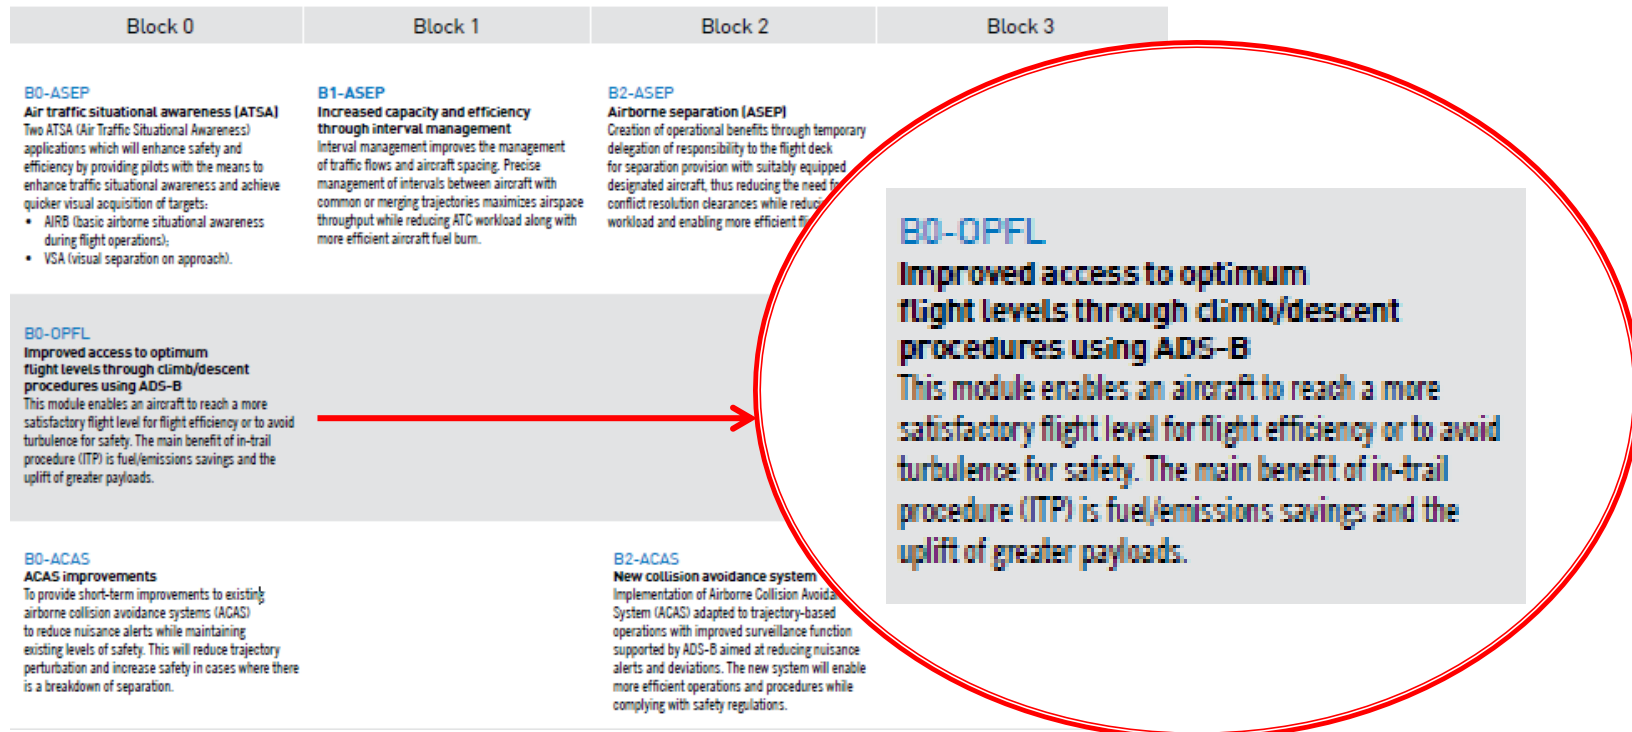 Block 0
Block 1
Block 2
Block 3
B0-ASEP
Air traffic situational awareness (ATSA)
Two ATSA (Air Traffic Situational Awareness)
applications which will enhance safety and
efficiency by providing pilots with the means to
enhance traffic situational awareness and achieve
quicker visual acquisition of targets:
• AIRB (basic airborne situational awareness
during flight operations);
• VSA (visual separation on approach).
B1-ASEP
Increased capacity and efficiency
through interval management
Interval management improves the management
of traffic flows and aircraft spacing. Precise
management of intervals between aircraft with
common or merging trajectories maximizes airspace
throughput while reducing ATC workload along with
more efficient aircraft fuel burn.
B2-ASEP
Airborne separation (ASEP)
Creation of operational benefits through temporary
delegation of responsibility to the flight deck
for separation provision with suitably equipped
designated aircraft, thus reducing the need
conflict resolution clearances while
workload and enabling more efficient
B0-OPFL
Improved access to optimum
flight levels through climb/descent
procedures using ADS-B
This module enables an aircraft to reach a more
satisfactory flight level for flight efficiency or to avoid
turbulence for safety. The main benefit of in-trail
procedure (ITP) is fuel/emissions savings and the
uplift of greater payloads.
B0-OPFL
Improved access to optimum
flight levels through climb/descent
procedures using ADS-B
This module enables an aircraft to reach a more
satisfactory flight level for flight efficiency or to avoid
turbulence for safety. The main benefit of in-trail
procedure (ITP) is fuel/emissions savings and the
uplift of greater payloads.
B0-ACAS
ACAS improvements
To provide short-term improvements to existing
airborne collision avoidance systems (ACAS)
to reduce nuisance alerts while maintaining
existing levels of safety. This will reduce trajectory
perturbation and increase safety in cases where there
is a breakdown of separation.
B2-ACAS
New collision avoidance system
Implementation of Airborne Collision
System (ACAS) adapted to trajectory-based
operations with improved surveillance function
supported by ADS-B aimed at reducing nuisance
alerts and deviations. The new system will enable
more efficient operations and procedures while
complying with safety regulations.